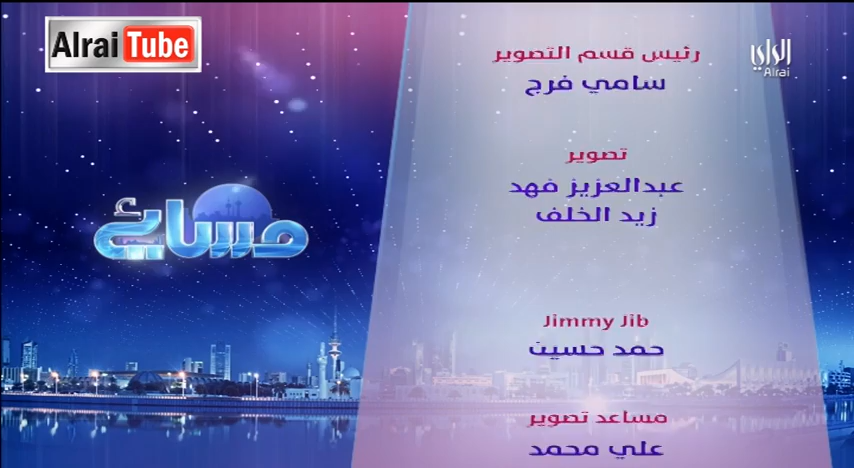 Alrai Tube
الراي
Alrai
رئيس قسم التصوير
سامي فرج
تصوير
عبدالعزيز فهد
زيد الخلف
مسائي
Jimmy Jib
حمد حسين
مساعد تصوير
علي محمد